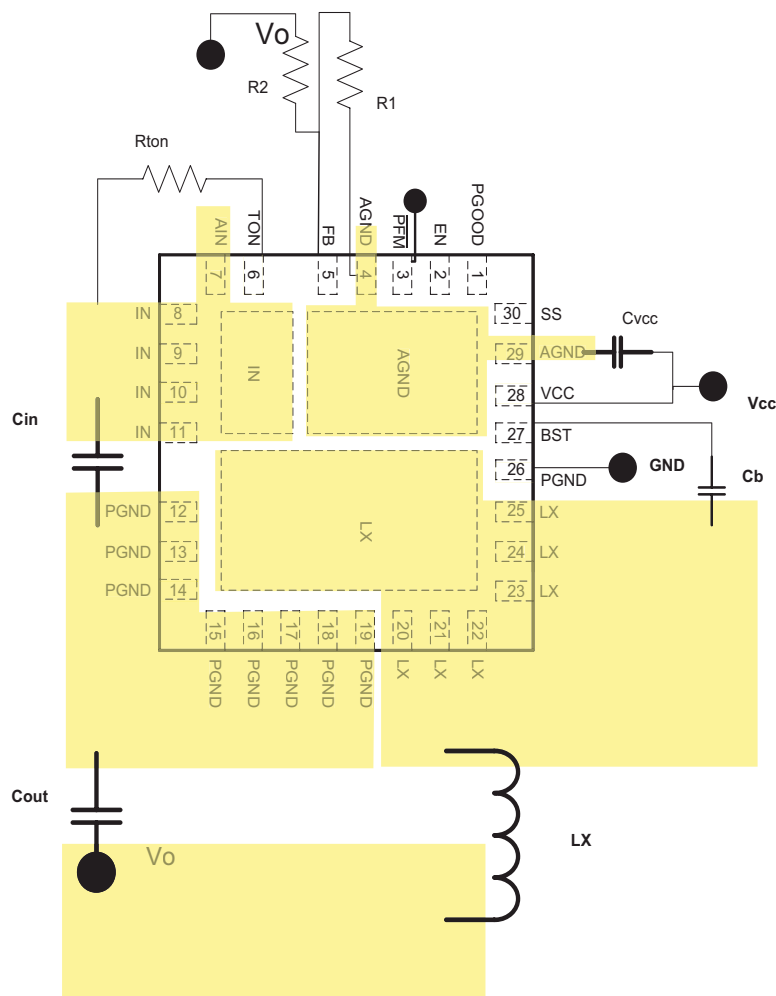 Vo
R2
R1
Rton
AIN
TON
FB
AGND
PFM
EN
PGOOD
7
6
5
4
3
2
1
IN 8
IN 9
IN 10
IN 11
30 SS
29 AGND
Cvcc
28 VCC
Vcc
27 BST
26 PGND
GND
Cb
IN
AGND
Cin
PGND 12
PGND 13
PGND 14
LX
25 LX
24 LX
23 LX
15
16
17
18
19
20
21
22
PGND
PGND
PGND
PGND
PGND
LX
LX
LX
Cout
Vo
LX